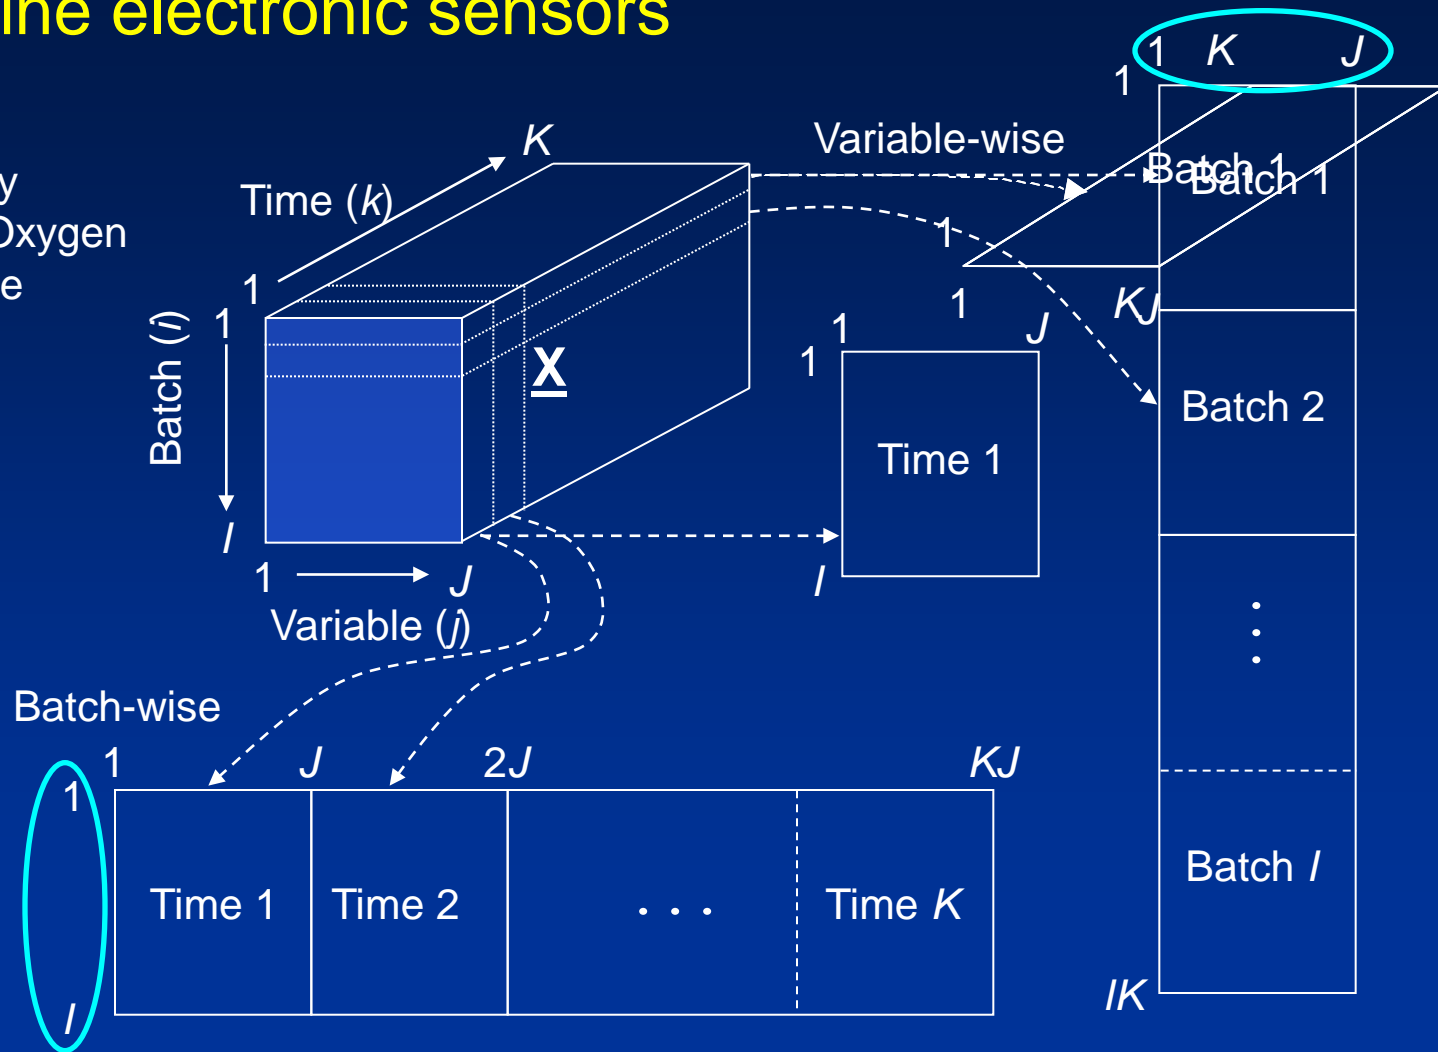 ine electronic sensors
y
Oxygen
e
Time (k)
K
1
Batch (i)
1
I
X
1
J
Variable (j)
Variable-wise
1
K
J
1
Batch 1
Batch 1
1
1
K
J
1
J
1
Time 1
I
Batch 2
Batch I
IK
Batch-wise
1
J
2J
KJ
1
Time 1
Time 2
. . .
Time K
I